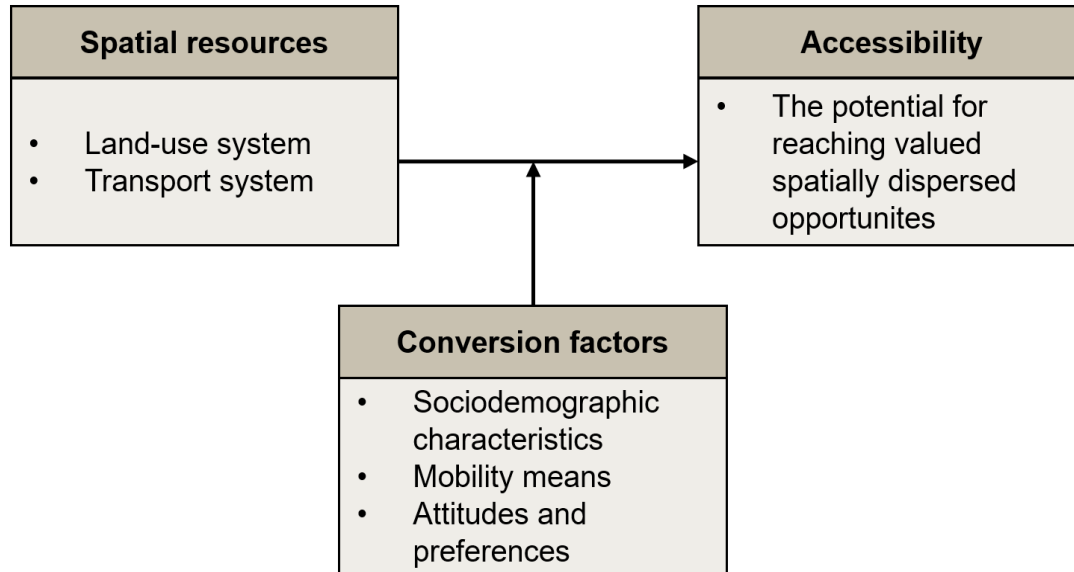 Spatial resources
• Land-use system
• Transport system
Accessibility
• The potential for
reaching valued
spatially dispersed
opportunites
Conversion factors
• Sociodemographic
characteristics
• Mobility means
• Attitudes and
preferences